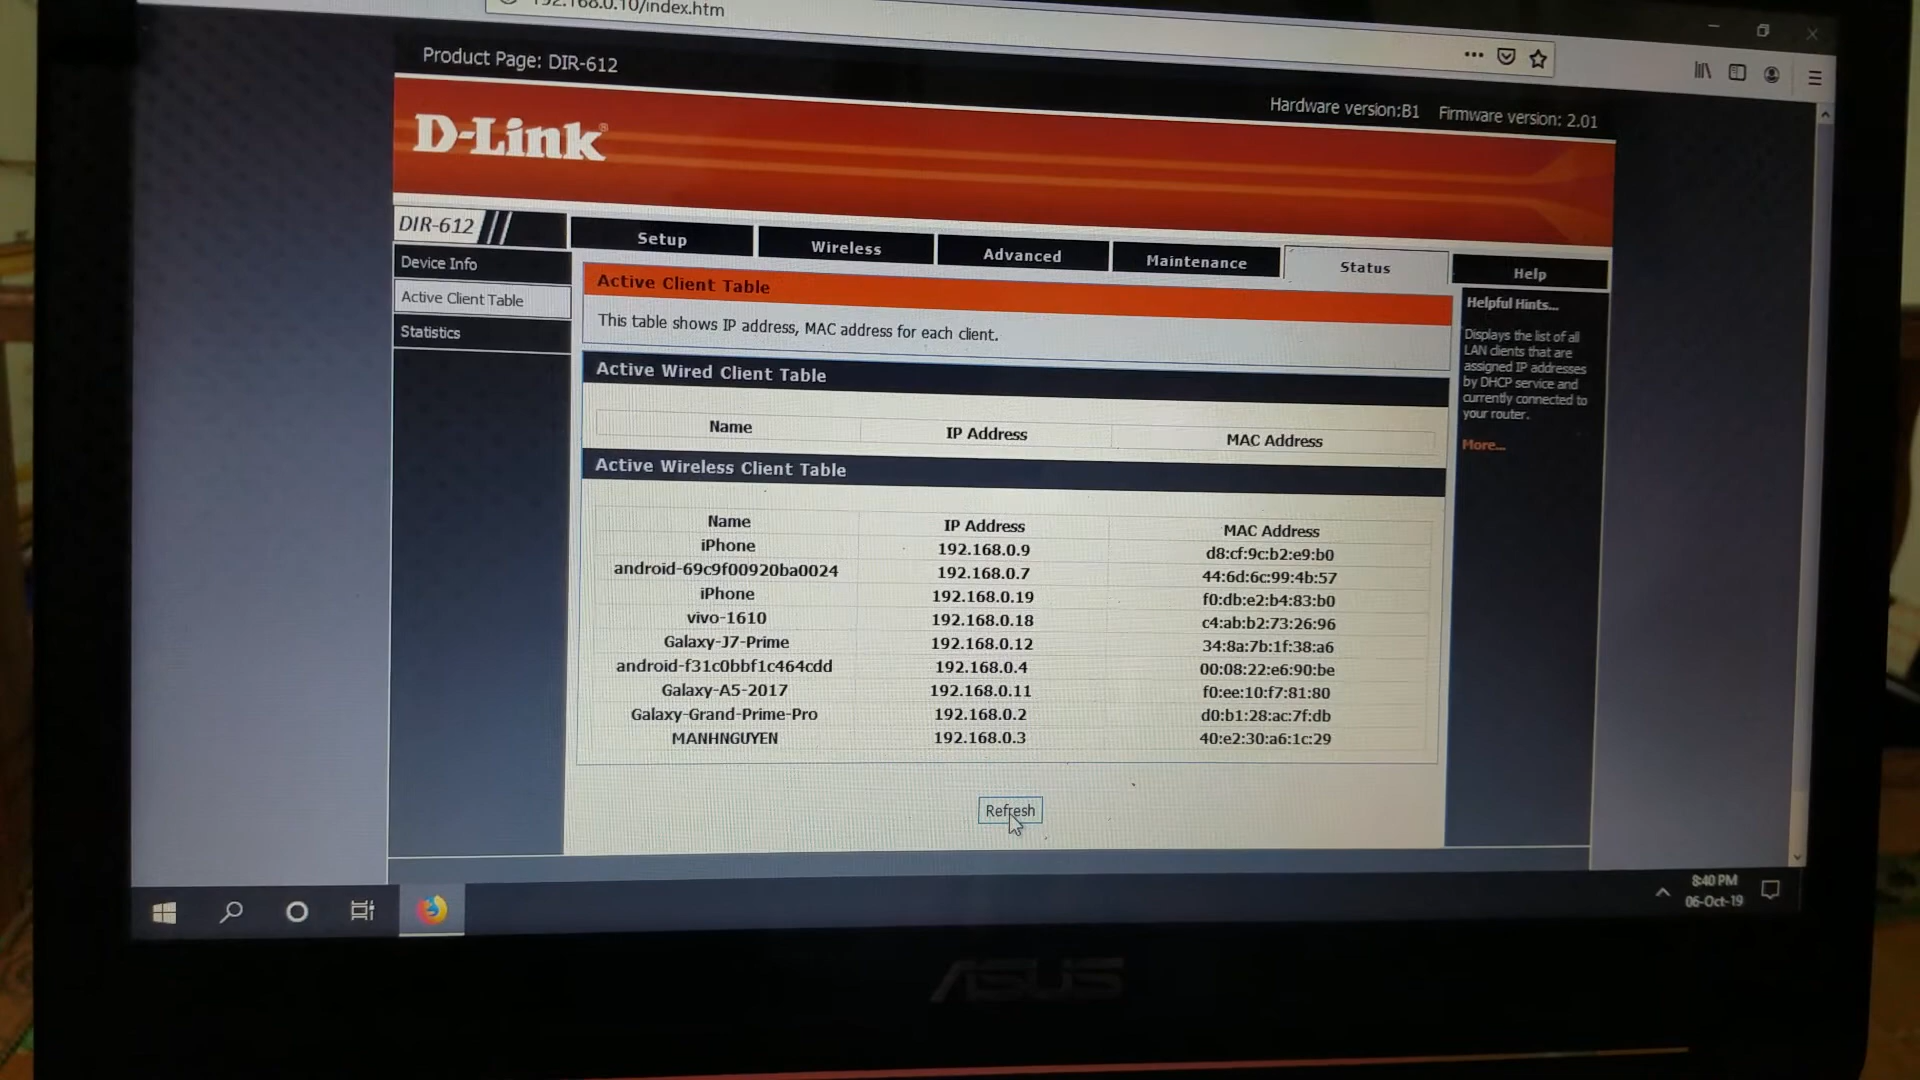 192.168.0.10/index.htm
Product Page: DIR-612
Hardware version:B1 Firmware version: 2.01
D-Link®
DIR-612
Setup
Wireless
Advanced
Maintenance
Status
Help
Device Info
Active Client Table
Statistics
Active Client Table
This table shows IP address, MAC address for each client.
Active Wired Client Table
Name IP Address MAC Address
Active Wireless Client Table
Name IP Address MAC Address
iPhone 192.168.0.9 d8:cf:9c:b2:e9:b0
android-69c9f00920ba0024 192.168.0.7 44:6d:6c:99:4b:57
iPhone 192.168.0.19 f0:db:e2:b4:83:b0
vivo-1610 192.168.0.18 c4:ab:b2:73:26:96
Galaxy-J7-Prime 192.168.0.12 34:8a:7b:1f:38:a6
android-f31c0bbf1c464cdd 192.168.0.4 00:08:22:e6:90:be
Galaxy-A5-2017 192.168.0.11 f0:ee:10:f7:81:80
Galaxy-Grand-Prime-Pro 192.168.0.2 d0:b1:28:ac:7f:db
MANHNGUYEN 192.168.0.3 40:e2:30:a6:1c:29
Refresh
Helpful Hints...
Displays the list of all
LAN clients that are
assigned IP addresses
by DHCP service and
currently connected to
your router.
More...
8:40 PM
06-Oct-19
ASUS